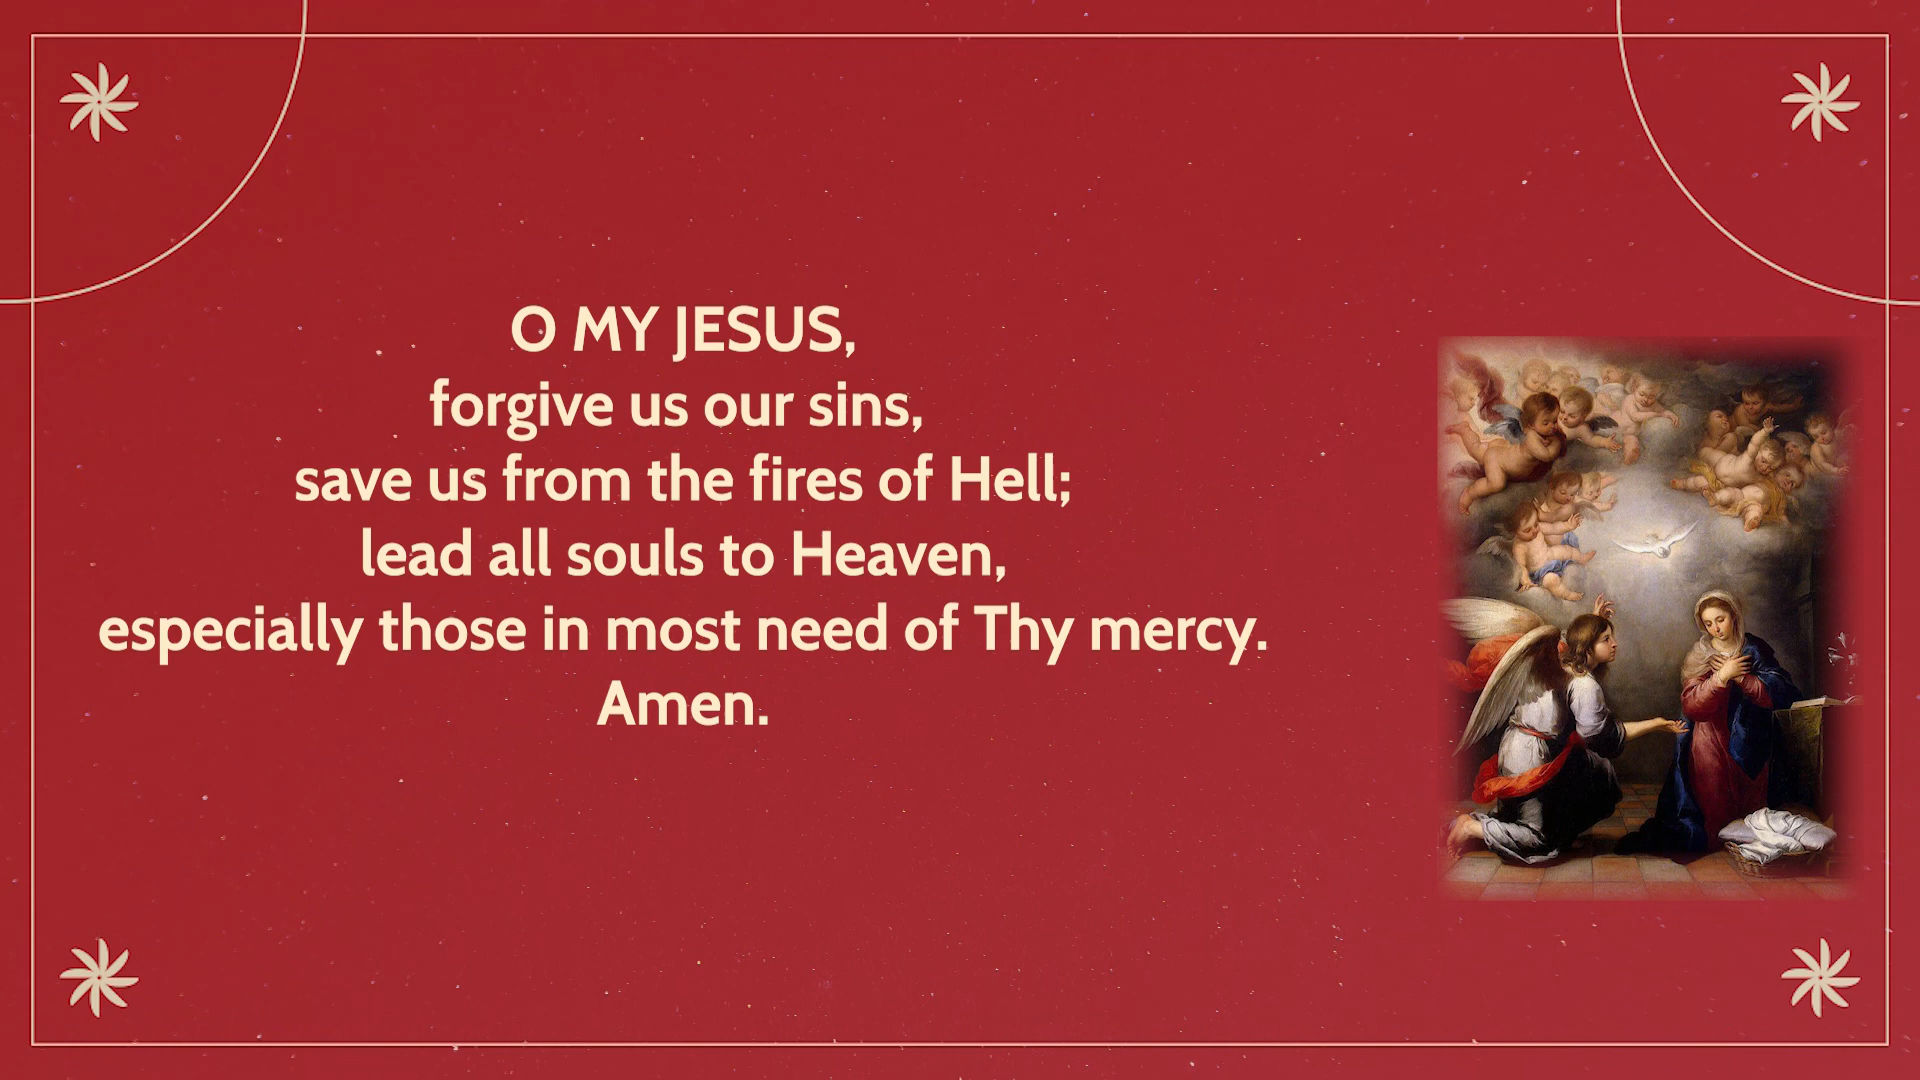 O MY JESUS,
forgive us our sins,
save us from the fires of Hell;
lead all souls to Heaven,
especially those in most need of Thy mercy.
Amen.